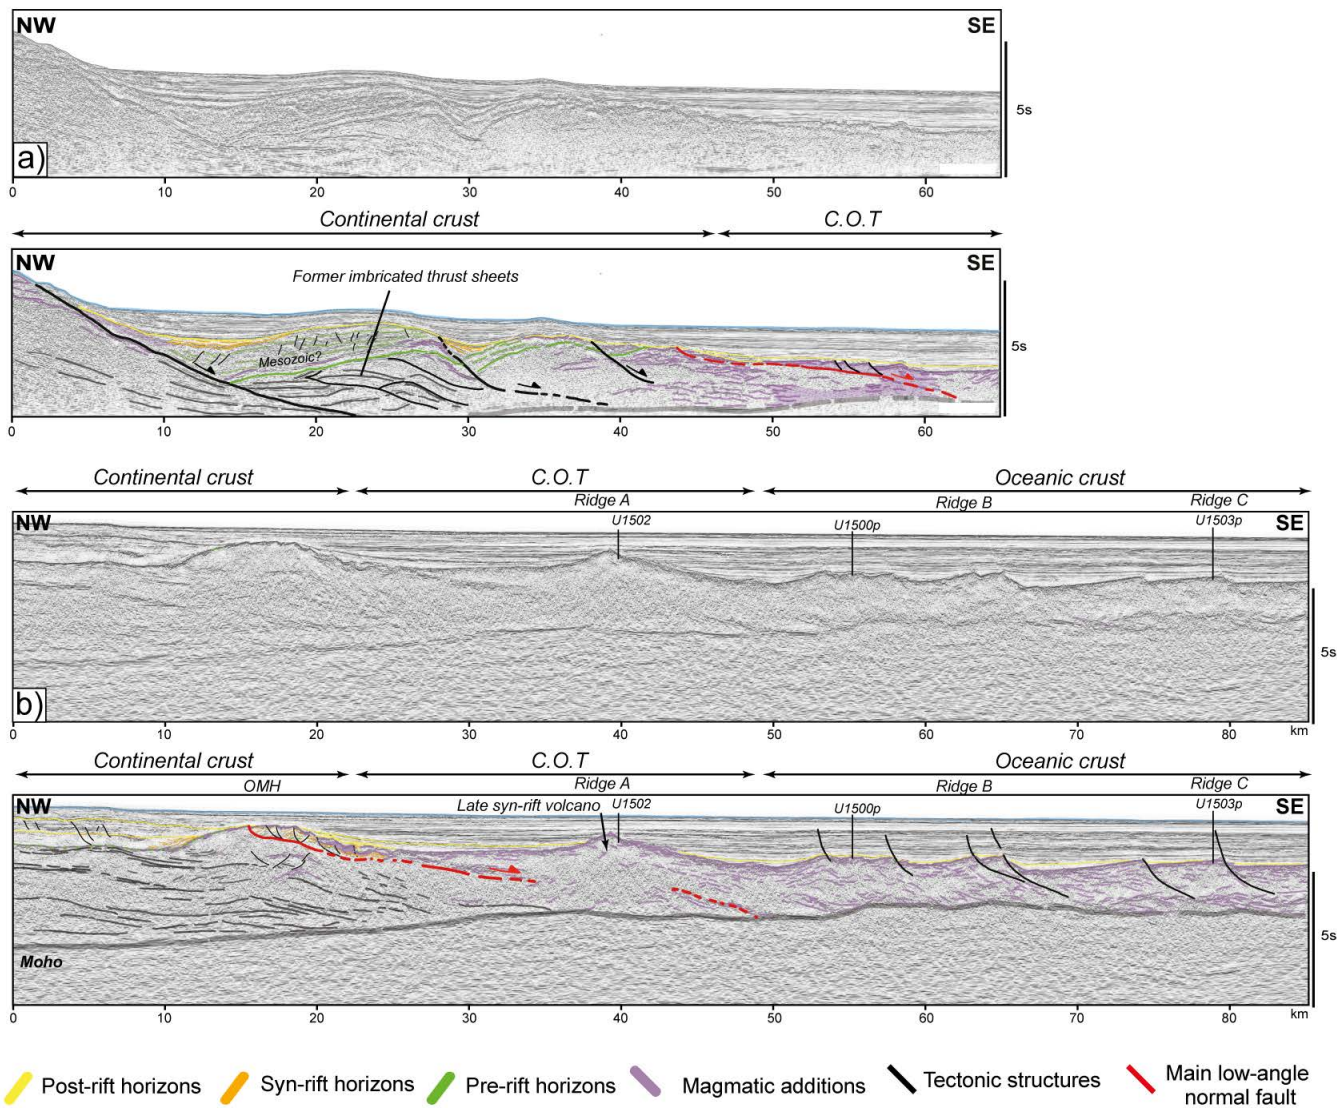 NW SE
5s
a)
0 10 20 30 40 50 60
Continental crust C.O.T
NW SE
Former imbricated thrust sheets
5s
Mesozoic?
0 10 20 30 40 50 60
Continental crust C.O.T Oceanic crust
Ridge A Ridge B Ridge C
NW U1502 U1500p U1503p SE
5s
b)
0 10 20 30 40 50 60 70 80 km
Continental crust C.O.T Oceanic crust
OMH Ridge A Ridge B Ridge C
NW Late syn-rift volcano U1502 U1500p U1503p SE
5s
Moho
0 10 20 30 40 50 60 70 80 km
Post-rift horizons Syn-rift horizons Pre-rift horizons Magmatic additions Tectonic structures Main low-angle
normal fault